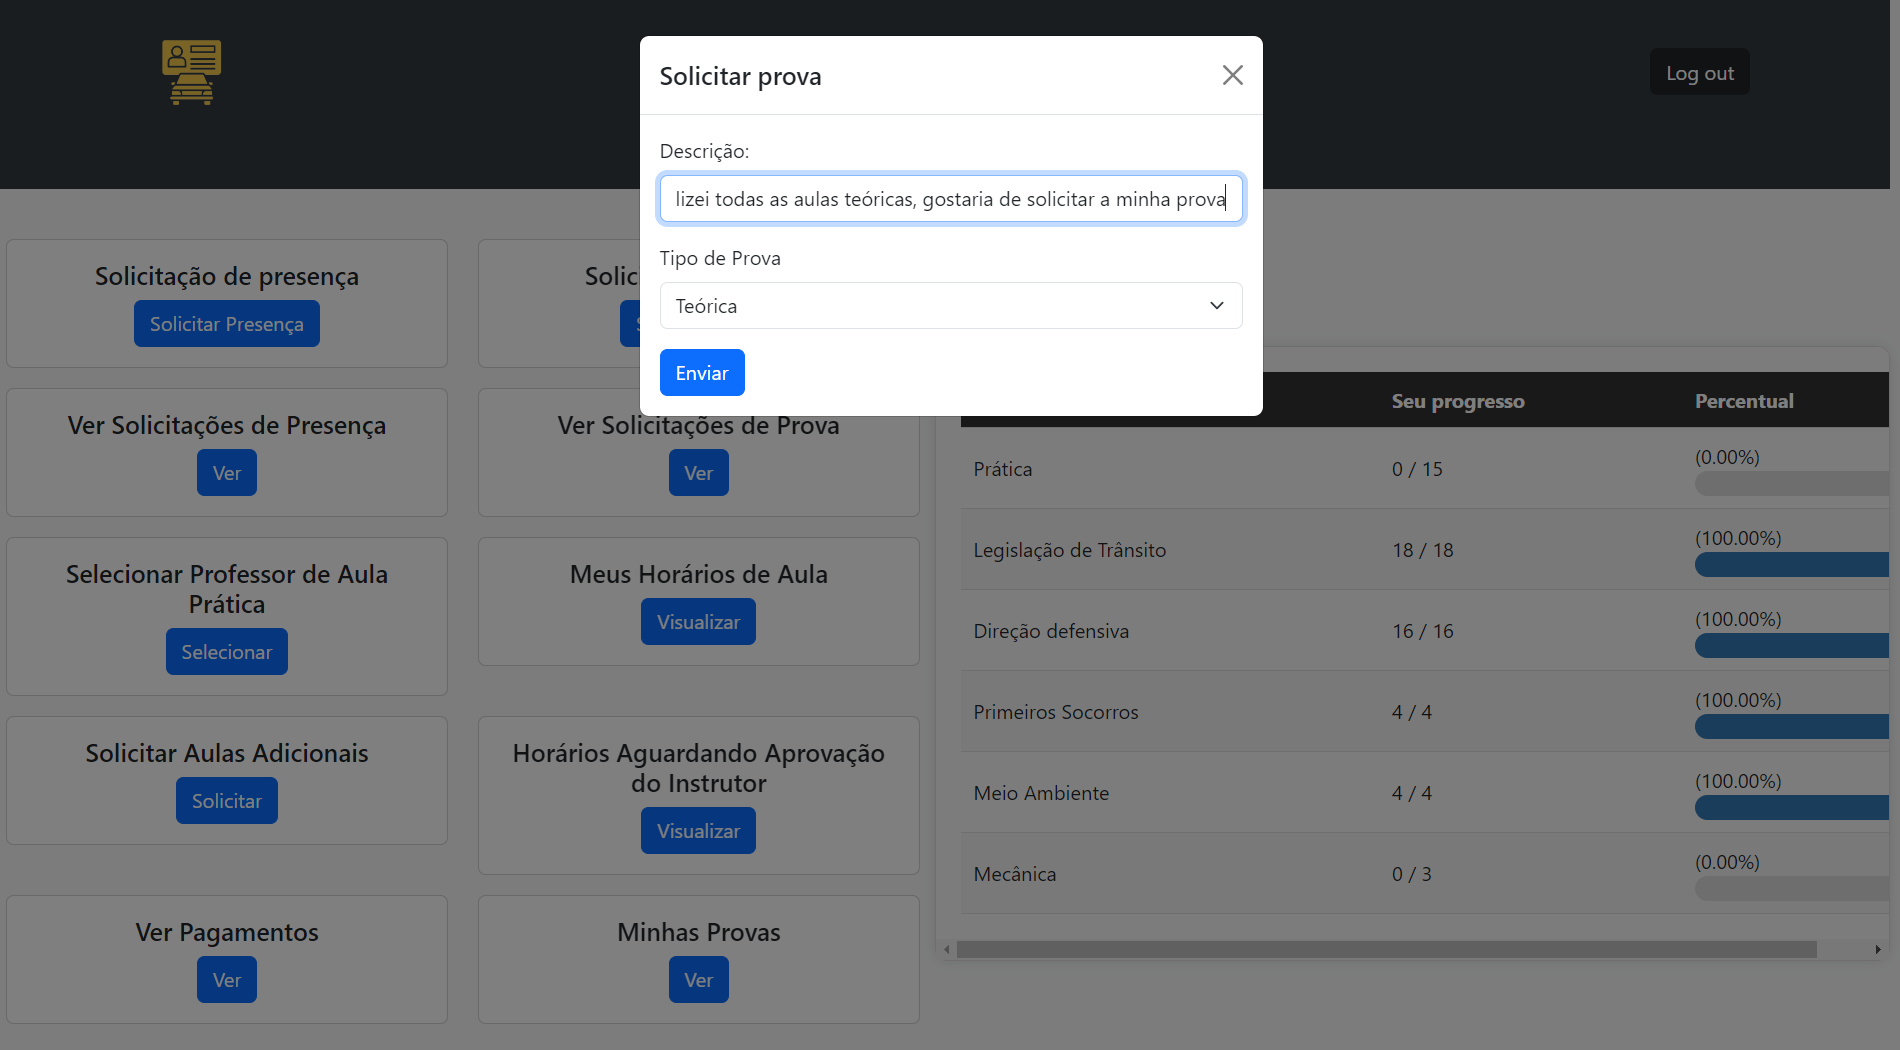 Log out
Solicitar prova
Descrição:
lizei todas as aulas teóricas, gostaria de solicitar a minha prova
Tipo de Prova
Teórica
Enviar
Solicitação de presença
Solicitar Presença
Solic
S
Ver Solicitações de Presença
Ver
Ver Solicitações de Prova
Ver
Selecionar Professor de Aula
Prática
Selecionar
Meus Horários de Aula
Visualizar
Solicitar Aulas Adicionais
Solicitar
Horários Aguardando Aprovação
do Instrutor
Visualizar
Ver Pagamentos
Ver
Minhas Provas
Ver
Seu progresso Percentual
Prática 0 / 15 (0.00%)
Legislação de Trânsito 18 / 18 (100.00%)
Direção defensiva 16 / 16 (100.00%)
Primeiros Socorros 4 / 4 (100.00%)
Meio Ambiente 4 / 4 (100.00%)
Mecânica 0 / 3 (0.00%)